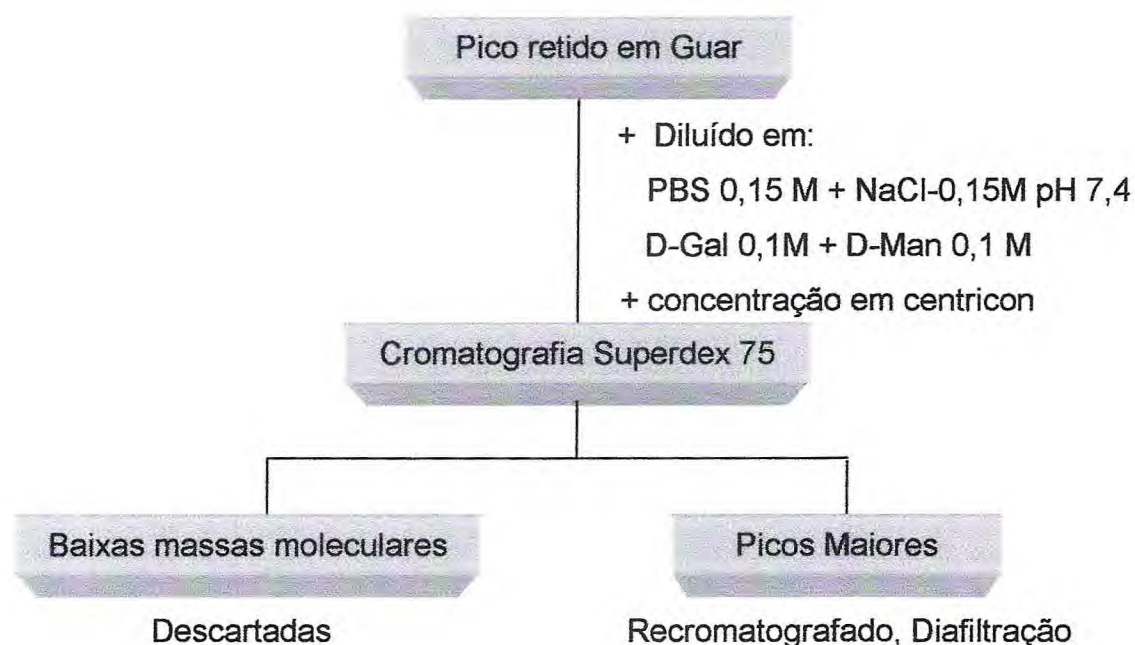 Pico retido em Guar
+ Diluído em:
PBS 0,15 M + NaCl-0,15M pH 7,4
D-Gal 0,1M + D-Man 0,1 M
+ concentração em centricon
Cromatografia Superdex 75
Baixas massas moleculares
Picos Maiores
Descartadas
Recromatografado, Diafiltração